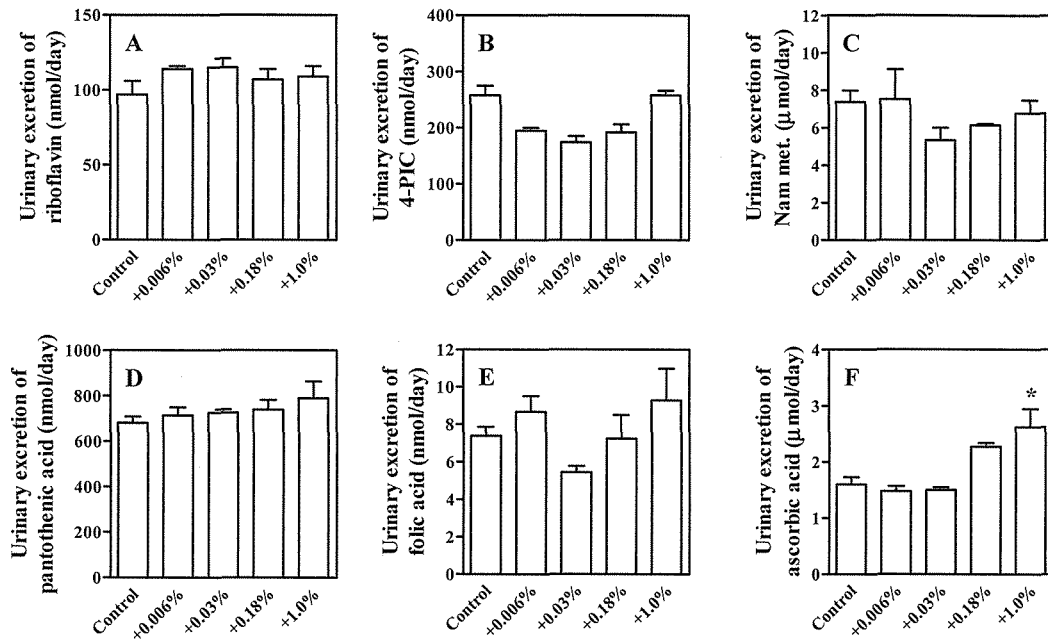 Urinary excretion of
riboflavin (nmol/day)
150
100
50
0
A
Control
+0.006%
+0.03%
+0.18%
+1.0%
Urinary excretion of
4-PIC (nmol/day)
400
300
200
100
0
B
Control
+0.006%
+0.03%
+0.18%
+1.0%
Urinary excretion of
Nam met. (μmol/day)
12
10
8
6
4
2
0
C
Control
+0.006%
+0.03%
+0.18%
+1.0%
Urinary excretion of
pantothenic acid (nmol/day)
1000
800
600
400
200
0
D
Control
+0.006%
+0.03%
+0.18%
+1.0%
Urinary excretion of
folic acid (nmol/day)
12
10
8
6
4
2
0
E
Control
+0.006%
+0.03%
+0.18%
+1.0%
Urinary excretion of
ascorbic acid (μmol/day)
4
3
2
1
0
F
*
Control
+0.006%
+0.03%
+0.18%
+1.0%